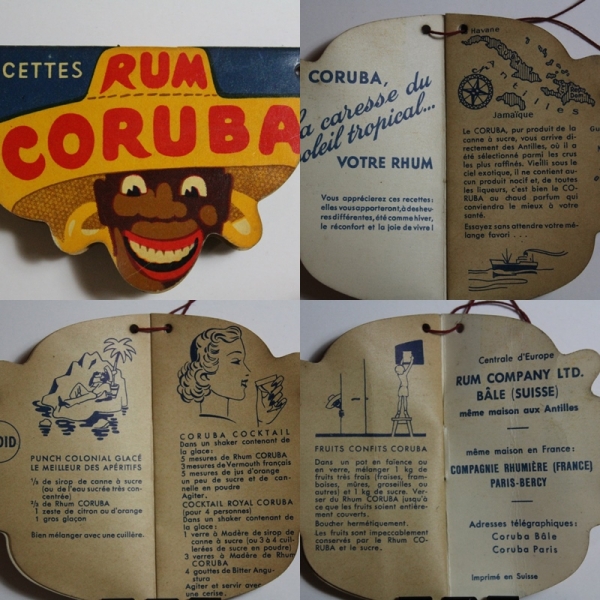 CETTES
RUM
CORUBA
CORUBA,
la caresse du
soleil tropical...
VOTRE RHUM
Vous apprécierez ces recettes:
elles vous apporteront, à des heu-
res différentes, été comme hiver,
le réconfort et la joie de vivre!
Havane
Antilles
Jamaïque
Le CORUBA, pur produit de la
canne à sucre, vous arrive di-
rectement des Antilles, où il a
été sélectionné parmi les crus
les plus raffinés. Vieilli sous le
ciel exotique, il ne contient au-
cun produit nocif et, de toutes
les liqueurs, c'est bien le CO-
RUBA au chaud parfum qui
conviendra le mieux à votre
santé.
Essayez sans attendre votre mé-
lange favori . . .
OID
PUNCH COLONIAL GLACÉ
LE MEILLEUR DES APÉRITIFS
⅓ de sirop de canne à sucre
(ou de l'eau sucrée très con-
centrée)
⅔ de Rhum CORUBA
1 zeste de citron ou d'orange
1 gros glaçon
Bien mélanger avec une cuillère.
CORUBA COCKTAIL
Dans un shaker contenant de
la glace:
5 mesures de Rhum CORUBA
3 mesures de Vermouth français
5 mesures de jus d'orange
un peu de sucre et de can-
nelle en poudre
Agiter.
COCKTAIL ROYAL CORUBA
(pour 4 personnes)
Dans un shaker contenant de
la glace:
1 verre à Madère de sirop de
canne à sucre (ou 3 à 4 cuil-
lerées de sucre en poudre)
3 verres à Madère de Rhum
CORUBA
4 gouttes de Bitter Angu-
stura
Agiter et servir avec
une cerise.
FRUITS CONFITS CORUBA
Dans un pot en faïence ou
en verre, mélanger 1 kg de
fruits très frais (fraises, fram-
boises, mûres, groseilles ou
autres) et 1 kg de sucre. Ver-
ser du Rhum CORUBA jusqu'à
ce que les fruits soient entière-
ment couverts.
Boucher hermétiquement.
Les fruits sont impeccablement
conservés par le Rhum CO-
RUBA et le sucre.
Centrale d'Europe
RUM COMPANY LTD.
BÂLE (SUISSE)
même maison aux Antilles
même maison en France:
COMPAGNIE RHUMIÈRE (FRANCE)
PARIS-BERCY
Adresses télégraphiques:
Coruba Bâle
Coruba Paris
Imprimé en Suisse